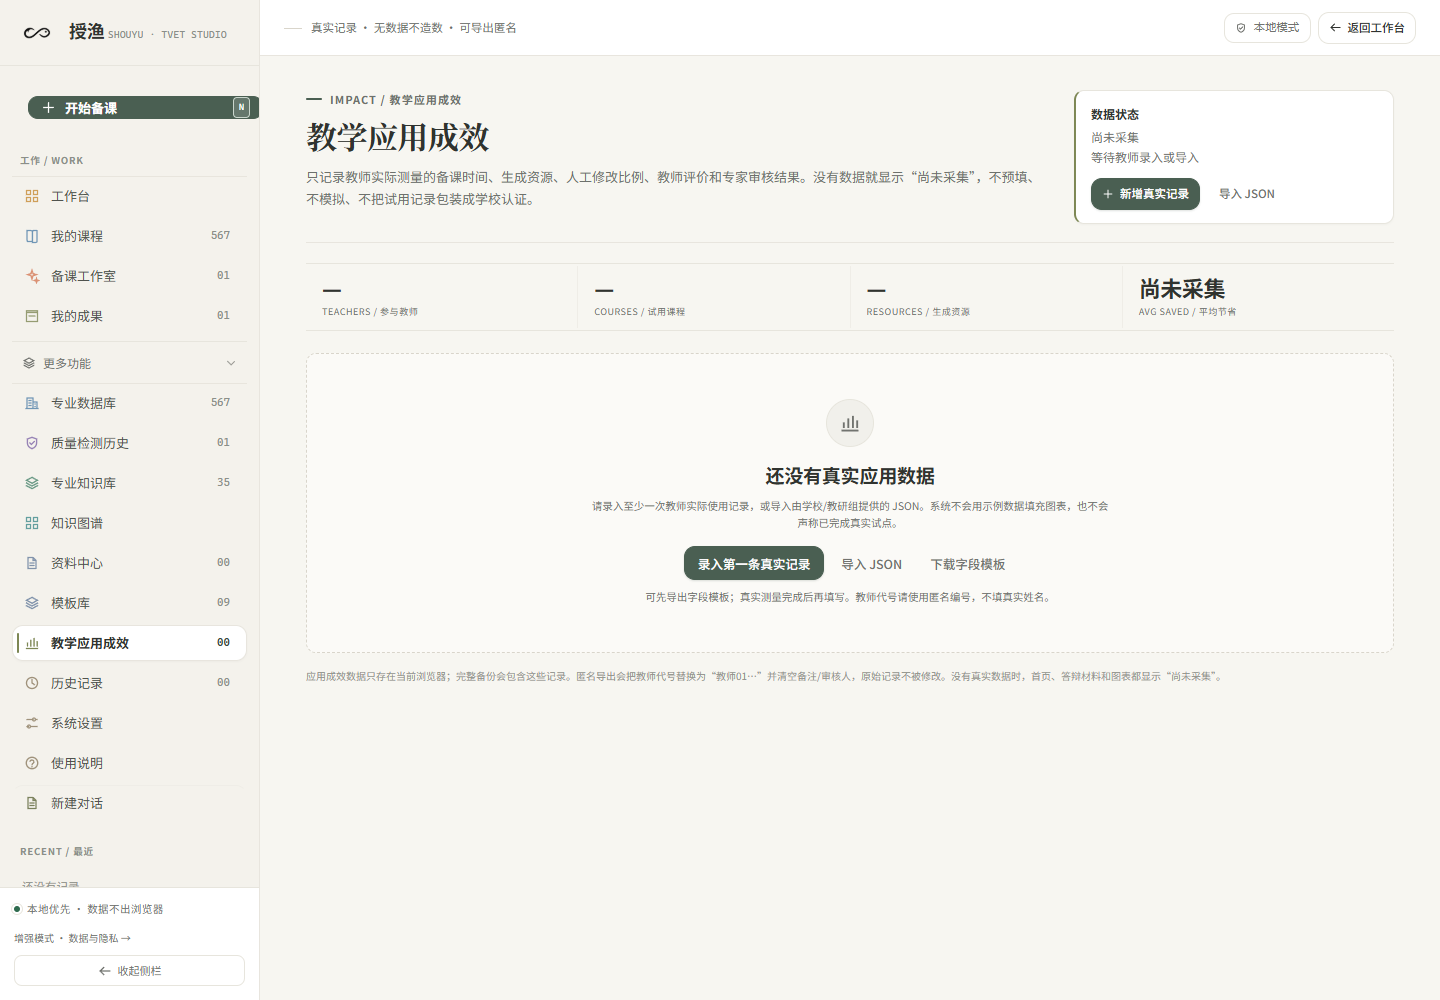 授渔 SHOUYU · TVET STUDIO
开始备课 N
工作 / WORK
工作台
我的课程 567
备课工作室 01
我的成果 01
更多功能
专业数据库 567
质量检测历史 01
专业知识库 35
知识图谱
资料中心 00
模板库 09
教学应用成效 00
历史记录 00
系统设置
使用说明
新建对话
RECENT / 最近
还没有记录
本地优先 · 数据不出浏览器
增强模式 · 数据与隐私 →
收起侧栏
真实记录 · 无数据不造数 · 可导出匿名
本地模式
返回工作台
IMPACT / 教学应用成效
教学应用成效
只记录教师实际测量的备课时间、生成资源、人工修改比例、教师评价和专家审核结果。没有数据就显示“尚未采集”，不预填、
不模拟、不把试用记录包装成学校认证。
数据状态
尚未采集
等待教师录入或导入
新增真实记录
导入 JSON
—
TEACHERS / 参与教师
—
COURSES / 试用课程
—
RESOURCES / 生成资源
尚未采集
AVG SAVED / 平均节省
还没有真实应用数据
请录入至少一次教师实际使用记录，或导入由学校/教研组提供的 JSON。系统不会用示例数据填充图表，也不会
声称已完成真实试点。
录入第一条真实记录
导入 JSON
下载字段模板
可先导出字段模板；真实测量完成后再填写。教师代号请使用匿名编号，不填真实姓名。
应用成效数据只存在当前浏览器；完整备份会包含这些记录。匿名导出会把教师代号替换为“教师01…”并清空备注/审核人，原始记录不被修改。没有真实数据时，首页、答辩材料和图表都显示“尚未采集”。